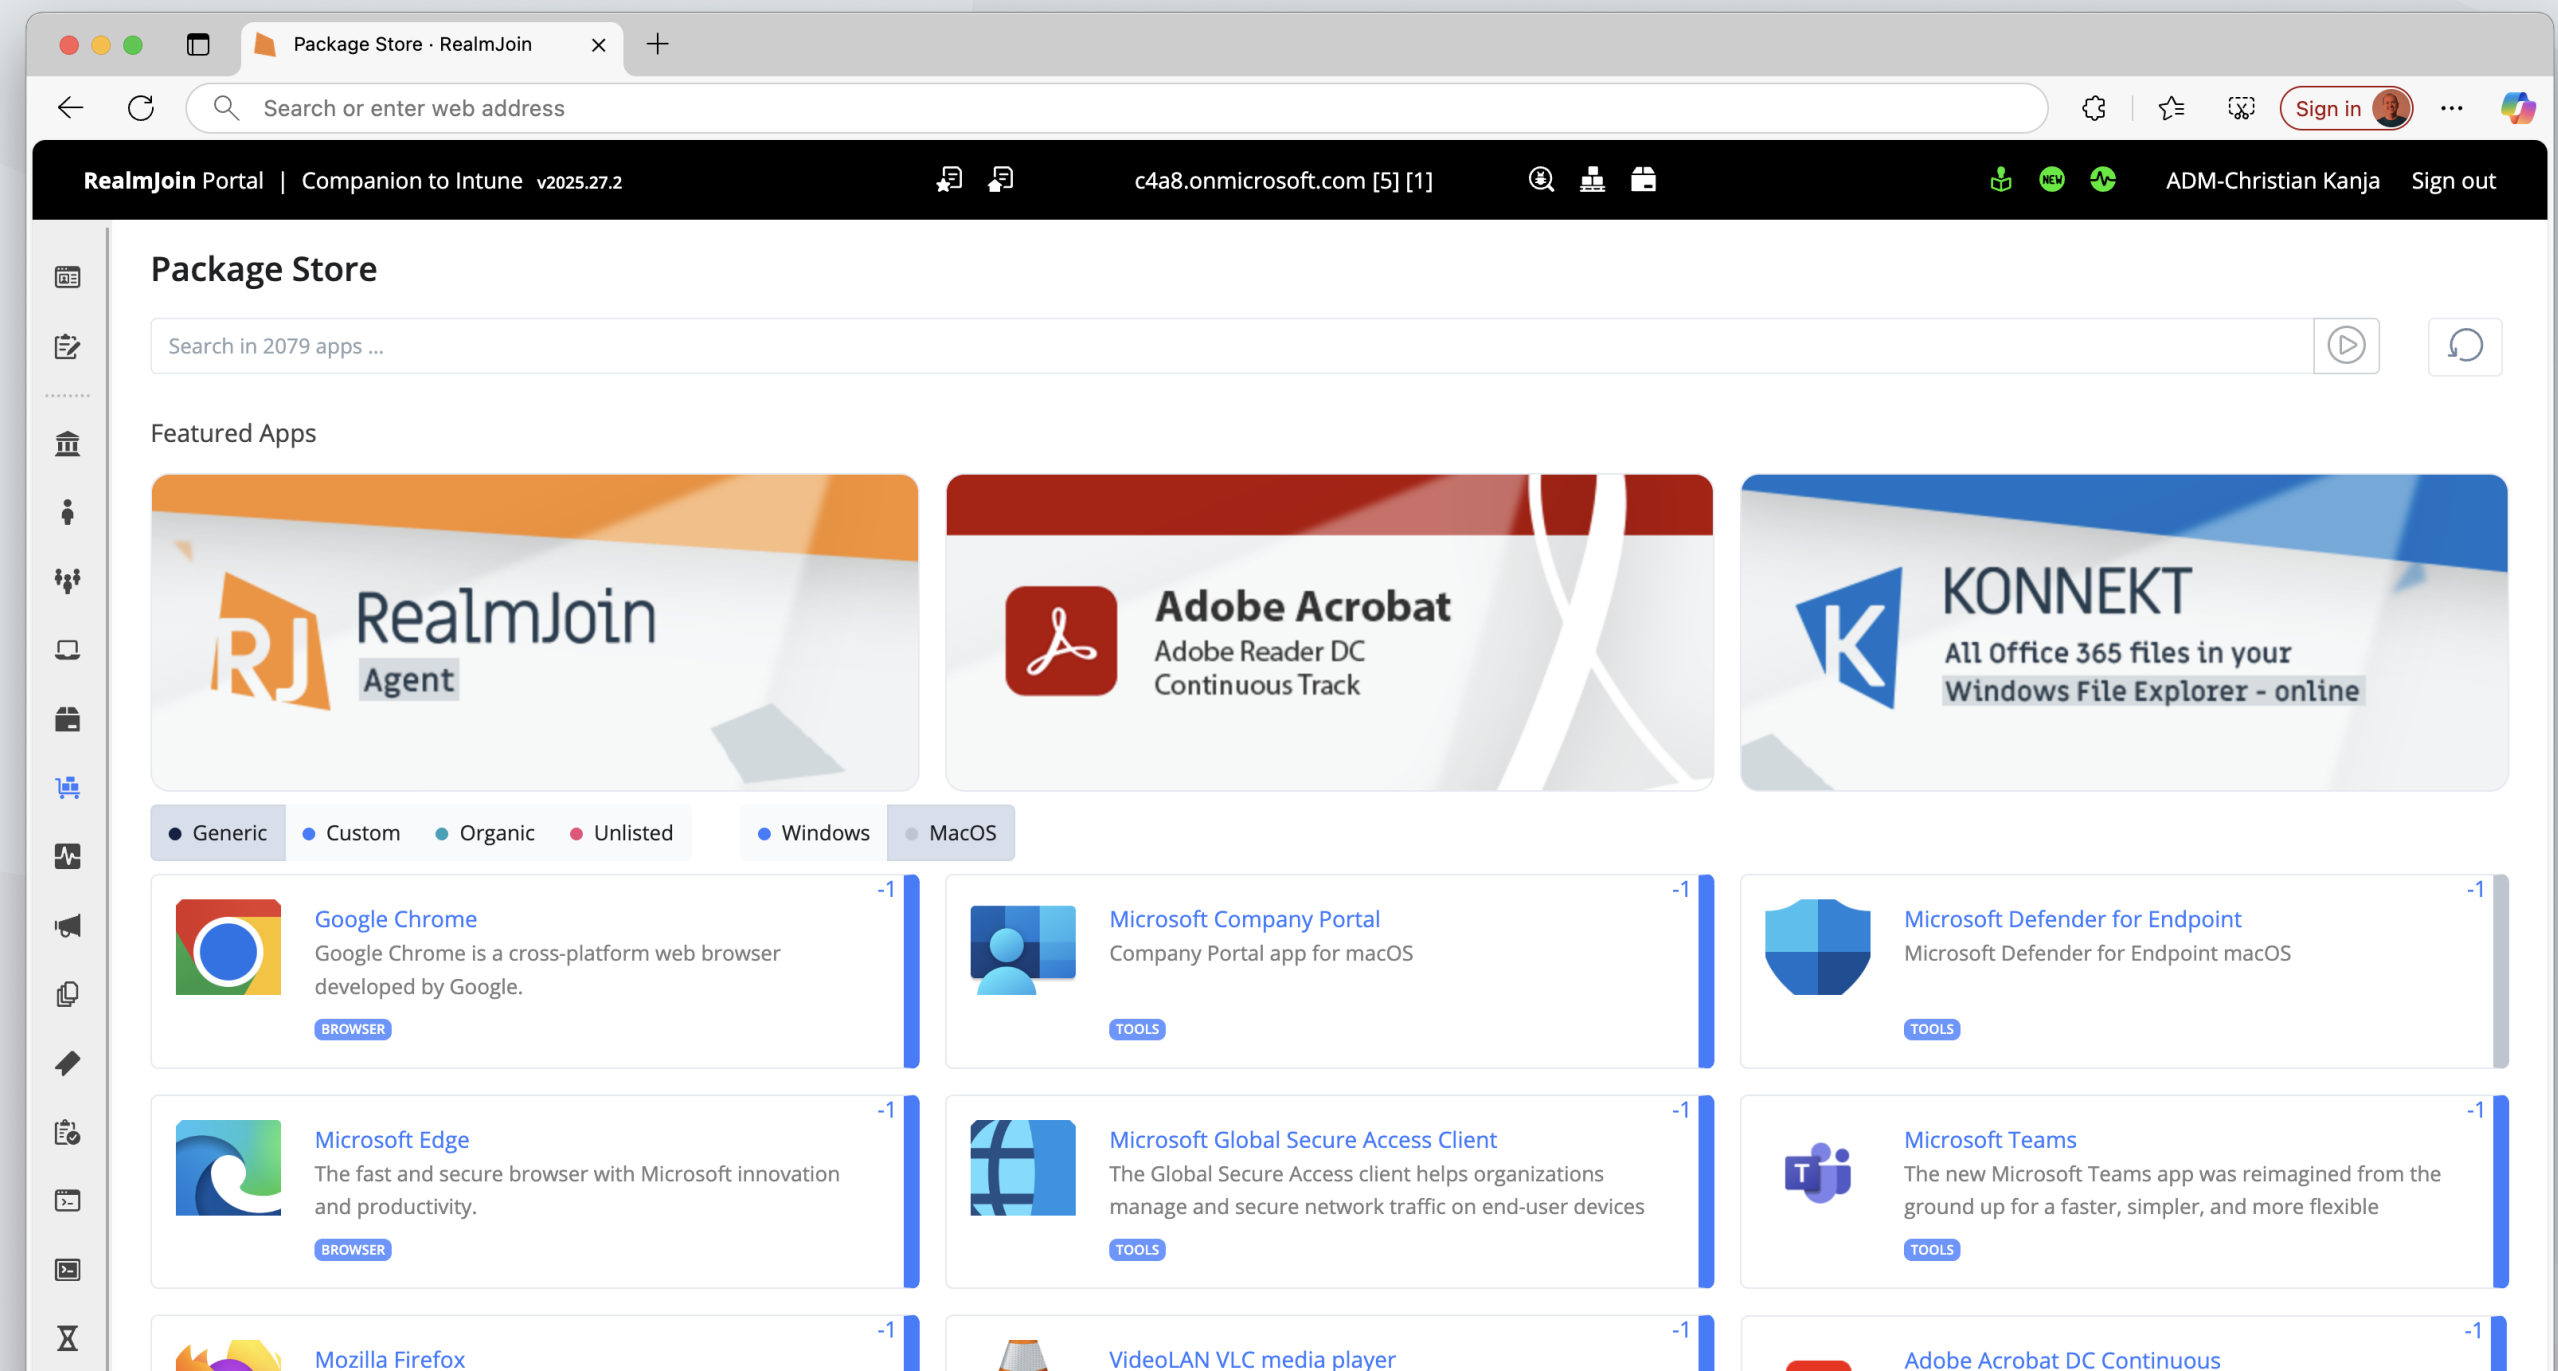 Package Store · RealmJoin
Search or enter web address
Sign in
RealmJoin Portal | Companion to Intune v2025.27.2
c4a8.onmicrosoft.com [5] [1]
NEW
ADM-Christian Kanja
Sign out
Package Store
Search in 2079 apps ...
Featured Apps
RJ
RealmJoin
Agent
Adobe Acrobat
Adobe Reader DC
Continuous Track
K
KONNEKT
All Office 365 files in your
Windows File Explorer - online
Generic
Custom
Organic
Unlisted
Windows
MacOS
-1
Google Chrome
Google Chrome is a cross-platform web browser
developed by Google.
BROWSER
-1
Microsoft Company Portal
Company Portal app for macOS
TOOLS
-1
Microsoft Defender for Endpoint
Microsoft Defender for Endpoint macOS
TOOLS
-1
Microsoft Edge
The fast and secure browser with Microsoft innovation
and productivity.
BROWSER
-1
Microsoft Global Secure Access Client
The Global Secure Access client helps organizations
manage and secure network traffic on end-user devices
TOOLS
-1
T
Microsoft Teams
The new Microsoft Teams app was reimagined from the
ground up for a faster, simpler, and more flexible
TOOLS
-1
Mozilla Firefox
-1
VideoLAN VLC media player
-1
Adobe Acrobat DC Continuous